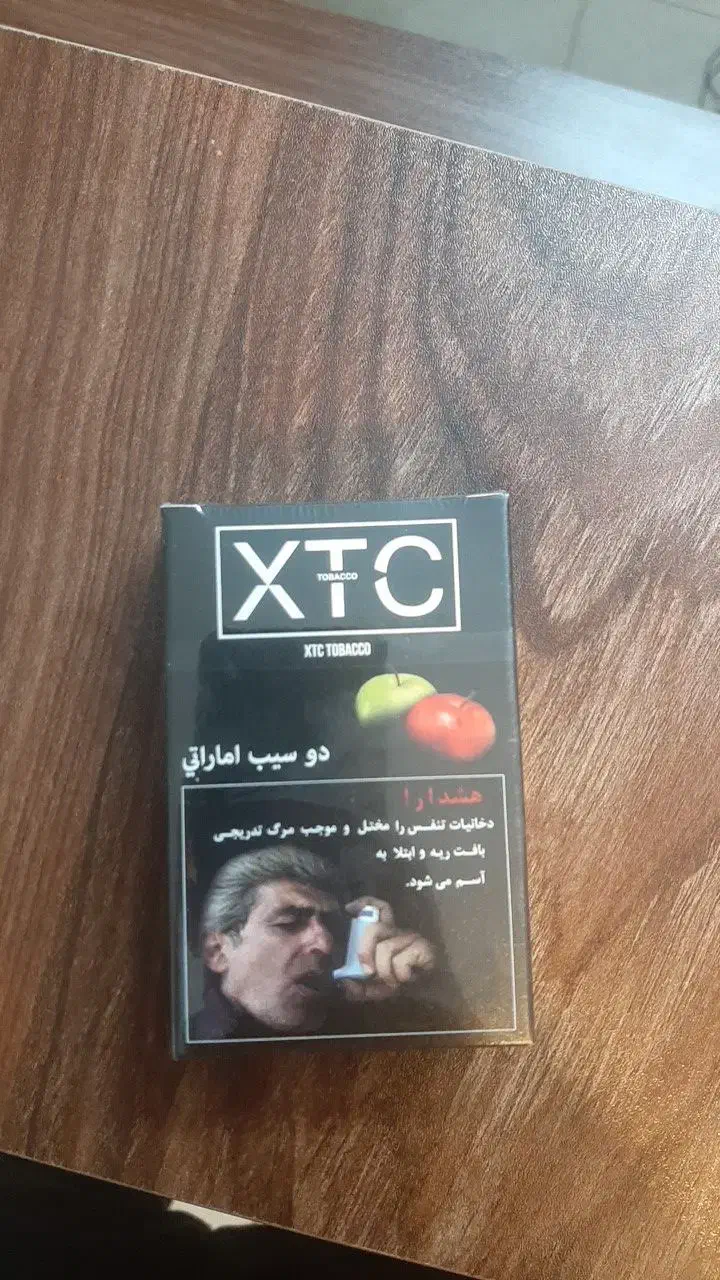 XTC
TOBACCO
XTC TOBACCO
دو سیب اماراتي
هشدار!
دخانیات تنفس را مختل و موجب مرگ تدریجی
بافت ریه و ابتلا به
آسم می شود.